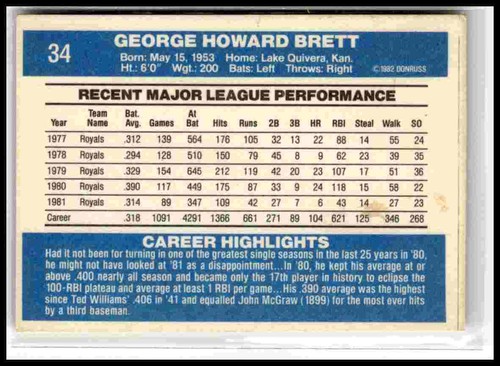 34
GEORGE HOWARD BRETT
Born: May 15, 1953 Home: Lake Quivera, Kan.
Ht.: 6'0" Wgt.: 200 Bats: Left Throws: Right
©1982 DONRUSS
RECENT MAJOR LEAGUE PERFORMANCE
Year Team Name Bat. Avg. Games At Bat Hits Runs 2B 3B HR RBI Steal Walk SO
1977 Royals .312 139 564 176 105 32 13 22 88 14 55 24
1978 Royals .294 128 510 150 79 45 8 9 62 23 39 35
1979 Royals .329 154 645 212 119 42 20 23 107 17 51 36
1980 Royals .390 117 449 175 87 33 9 24 118 15 58 22
1981 Royals .314 89 347 109 42 27 7 6 43 14 27 23
Career .318 1091 4291 1366 661 271 89 104 621 125 346 268
CAREER HIGHLIGHTS
Had it not been for turning in one of the greatest single seasons in the last 25 years in '80,
he might not have looked at '81 as a disappointment...In '80, he kept his average at or
above .400 nearly all season and became only the 17th player in history to eclipse the
100-RBI plateau and average at least 1 RBI per game... His .390 average was the highest
since Ted Williams' .406 in '41 and equalled John McGraw (1899) for the most ever hits
by a third baseman.